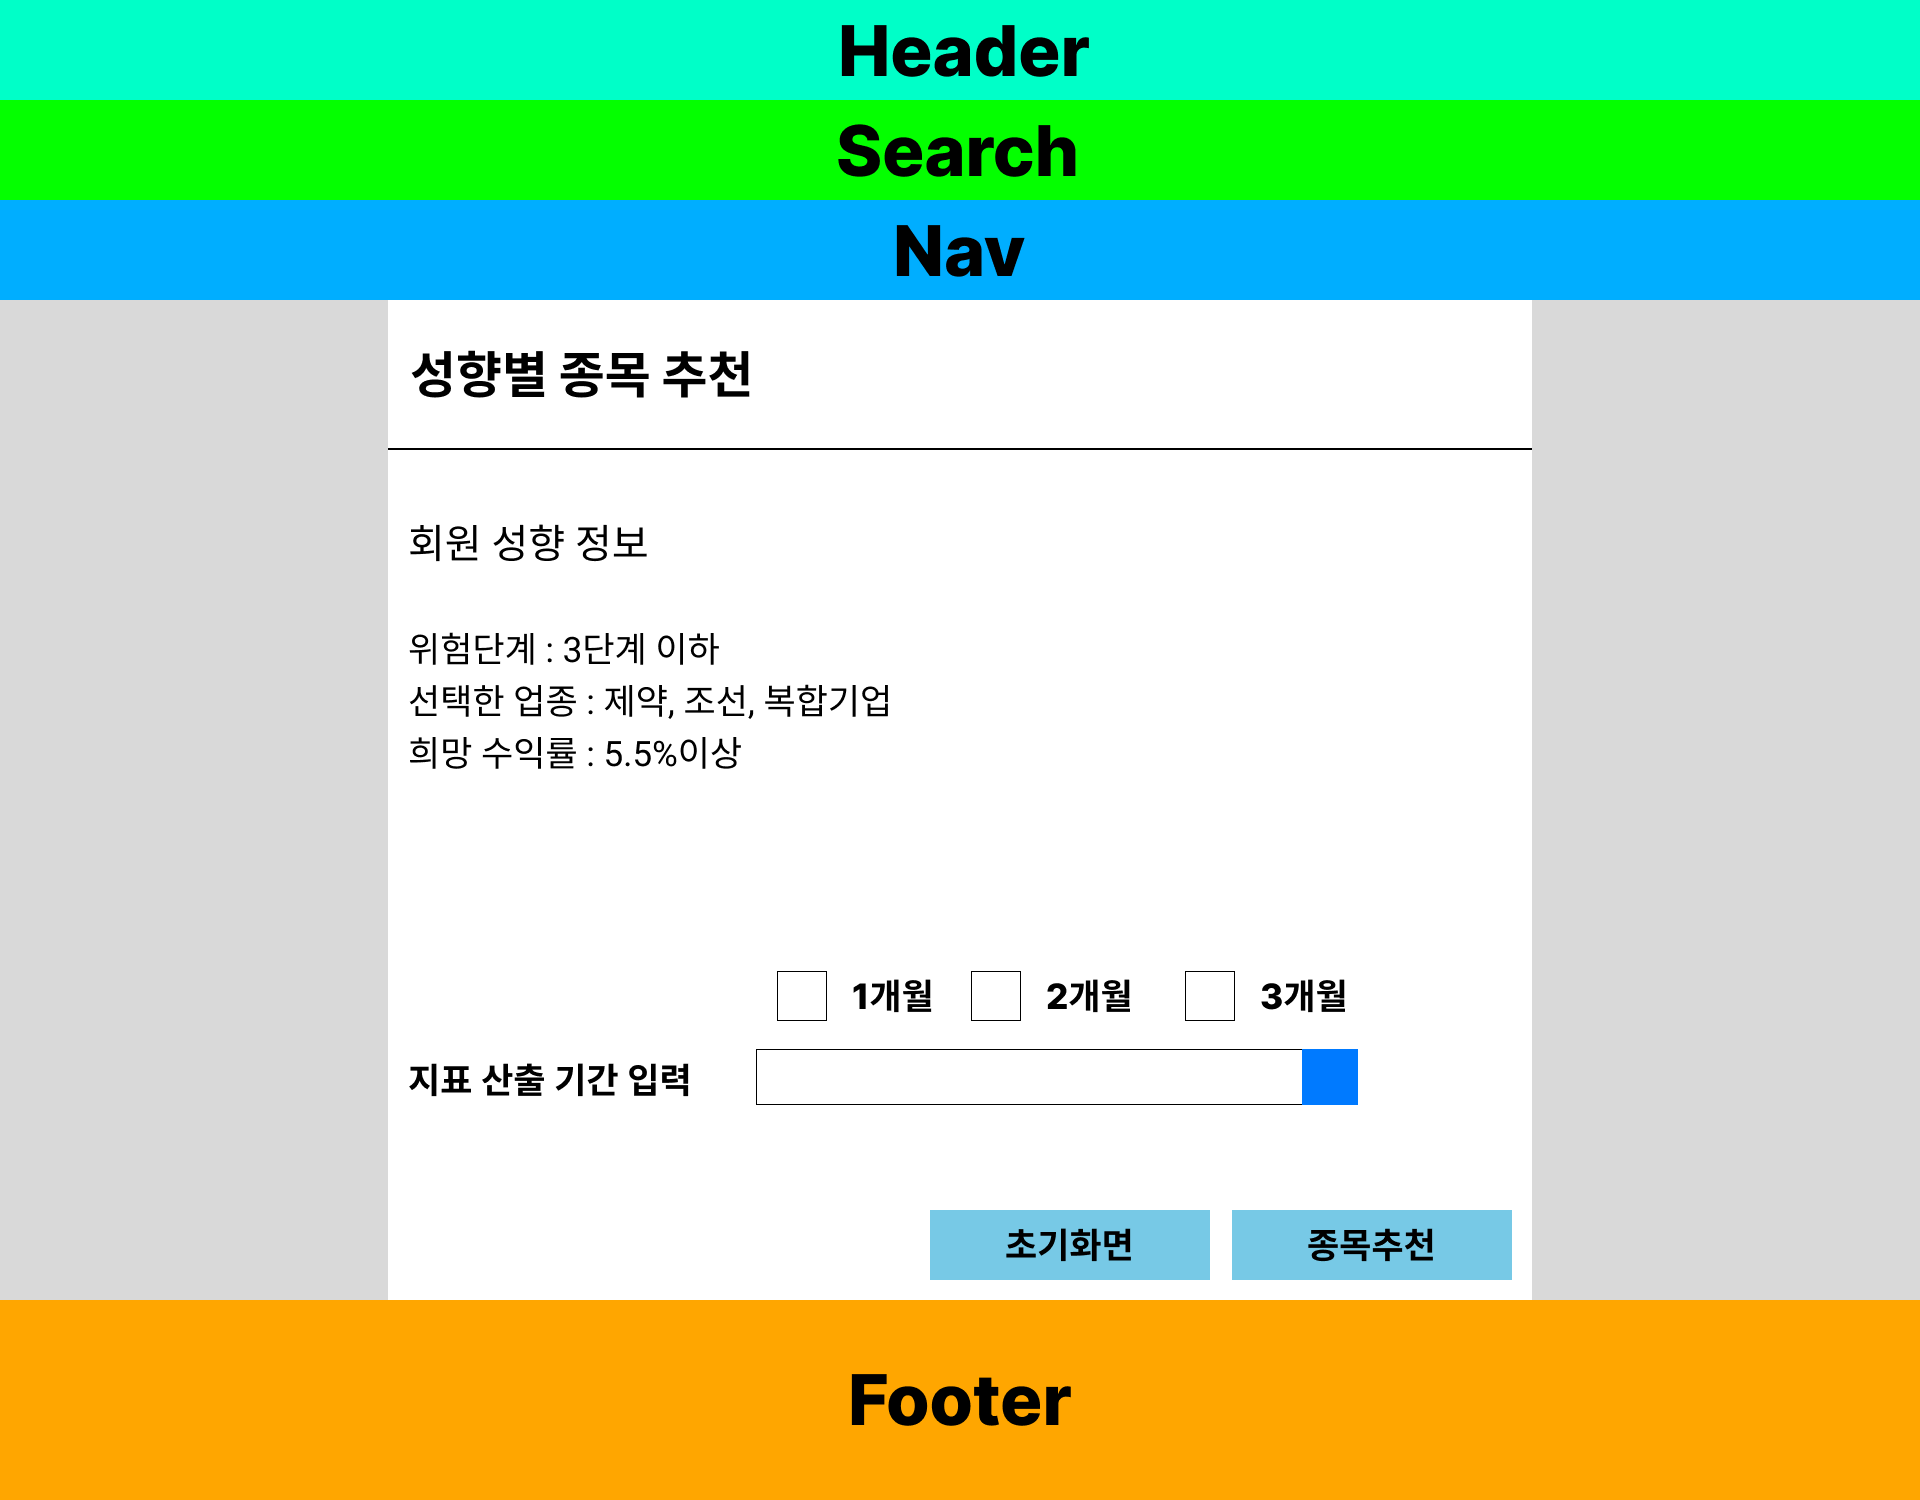 Header
Search
Nav
성향별 종목 추천
회원 성향 정보
위험단계 : 3단계 이하
선택한 업종 : 제약, 조선, 복합기업
희망 수익률 : 5.5%이상
1개월 2개월 3개월
지표 산출 기간 입력
초기화면 종목추천
Footer